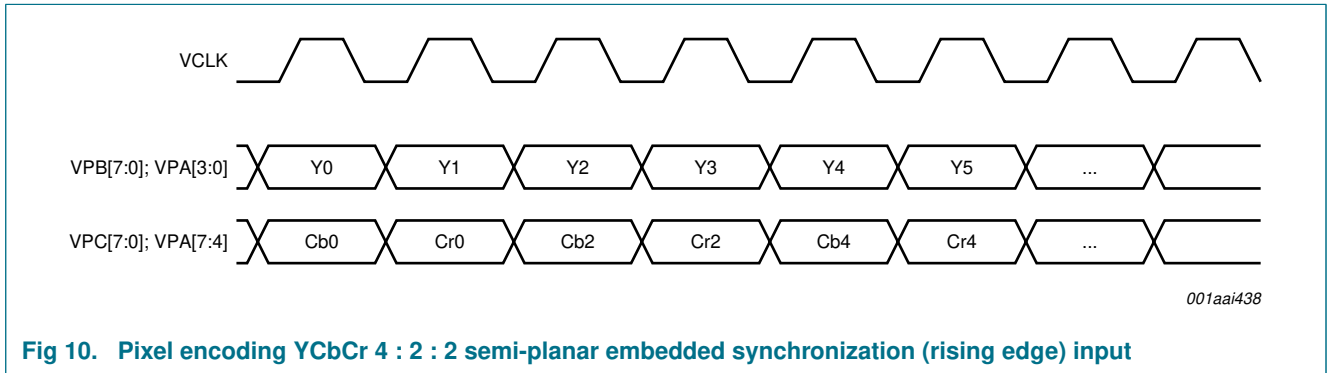 VCLK
VPB[7:0]; VPA[3:0] Y0 Y1 Y2 Y3 Y4 Y5 ...
VPC[7:0]; VPA[7:4] Cb0 Cr0 Cb2 Cr2 Cb4 Cr4 ...
001aai438
Fig 10. Pixel encoding YCbCr 4 : 2 : 2 semi-planar embedded synchronization (rising edge) input